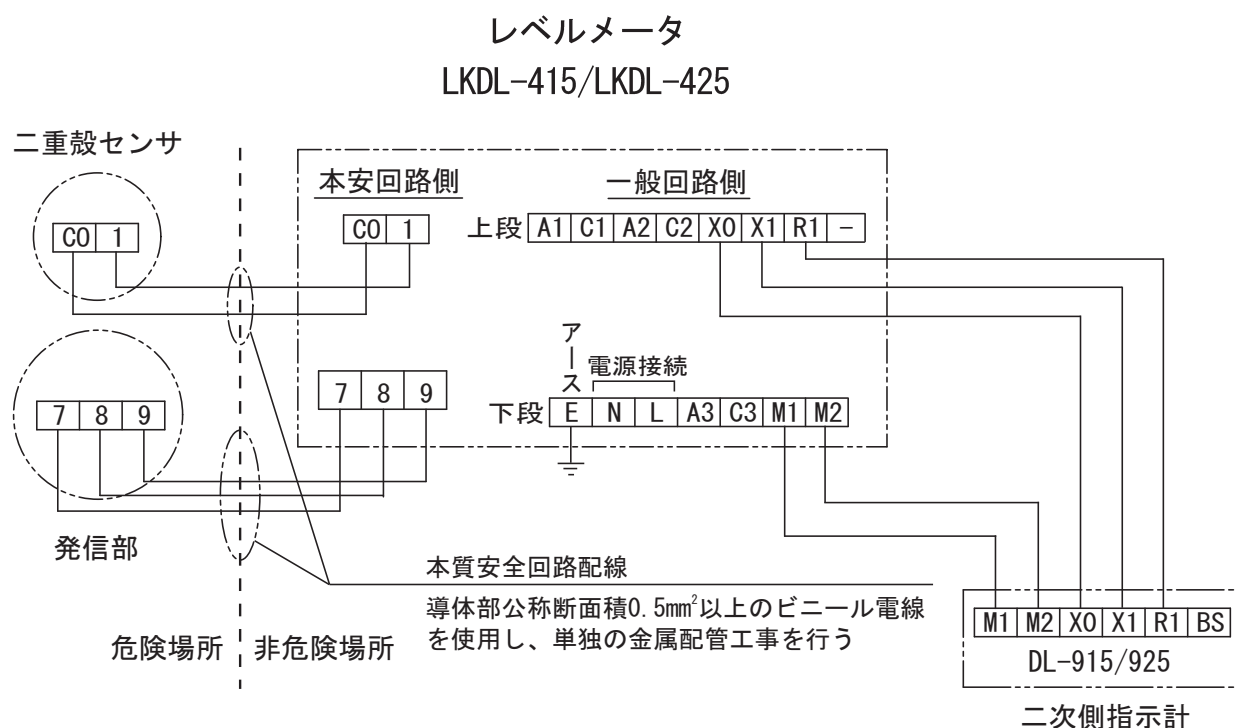 レベルメータ
LKDL-415/LKDL-425
二重殻センサ
C0 1
本安回路側
C0 1
一般回路側
上段 A1 C1 A2 C2 X0 X1 R1 -
7 8 9
7 8 9
アース
電源接続
下段 E N L A3 C3 M1 M2
発信部
本質安全回路配線
導体部公称断面積0.5mm²以上のビニール電線
を使用し、単独の金属配管工事を行う
危険場所 非危険場所
M1 M2 X0 X1 R1 BS
DL-915/925
二次側指示計